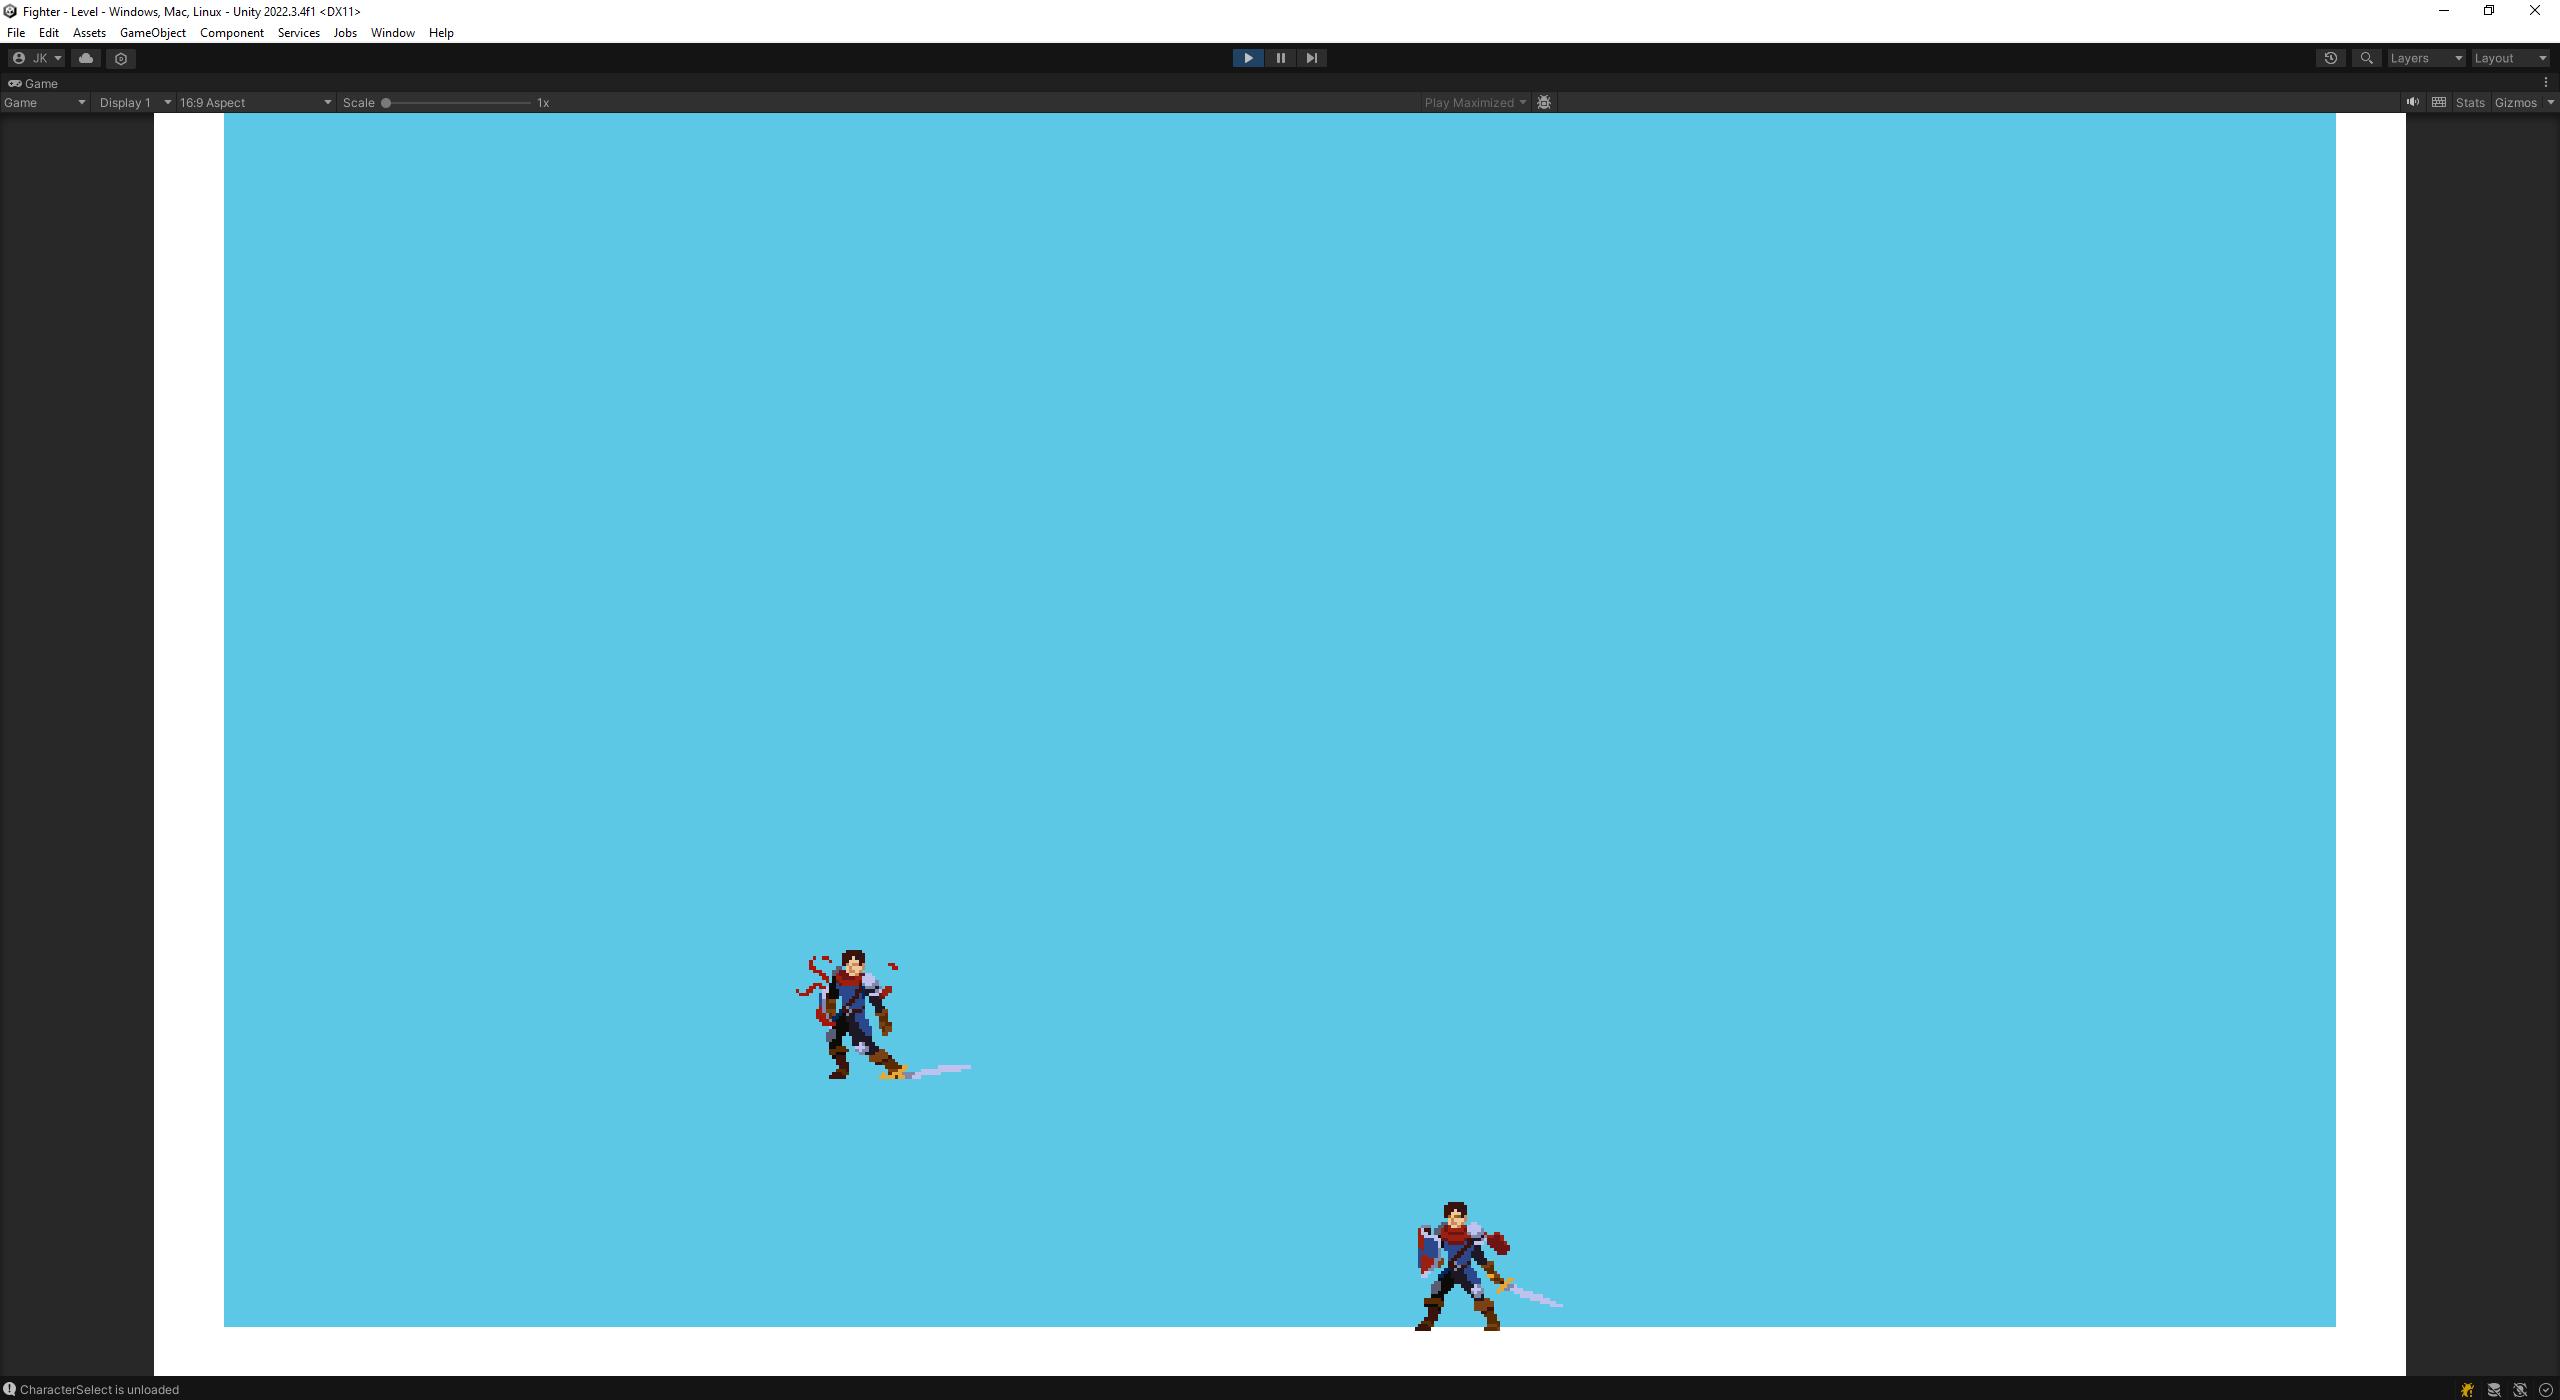 Fighter - Level - Windows, Mac, Linux - Unity 2022.3.4f1 <DX11>
File Edit Assets GameObject Component Services Jobs Window Help
JK Layers Layout
Game
Game Display 1 16:9 Aspect Scale 1x Play Maximized Stats Gizmos
CharacterSelect is unloaded